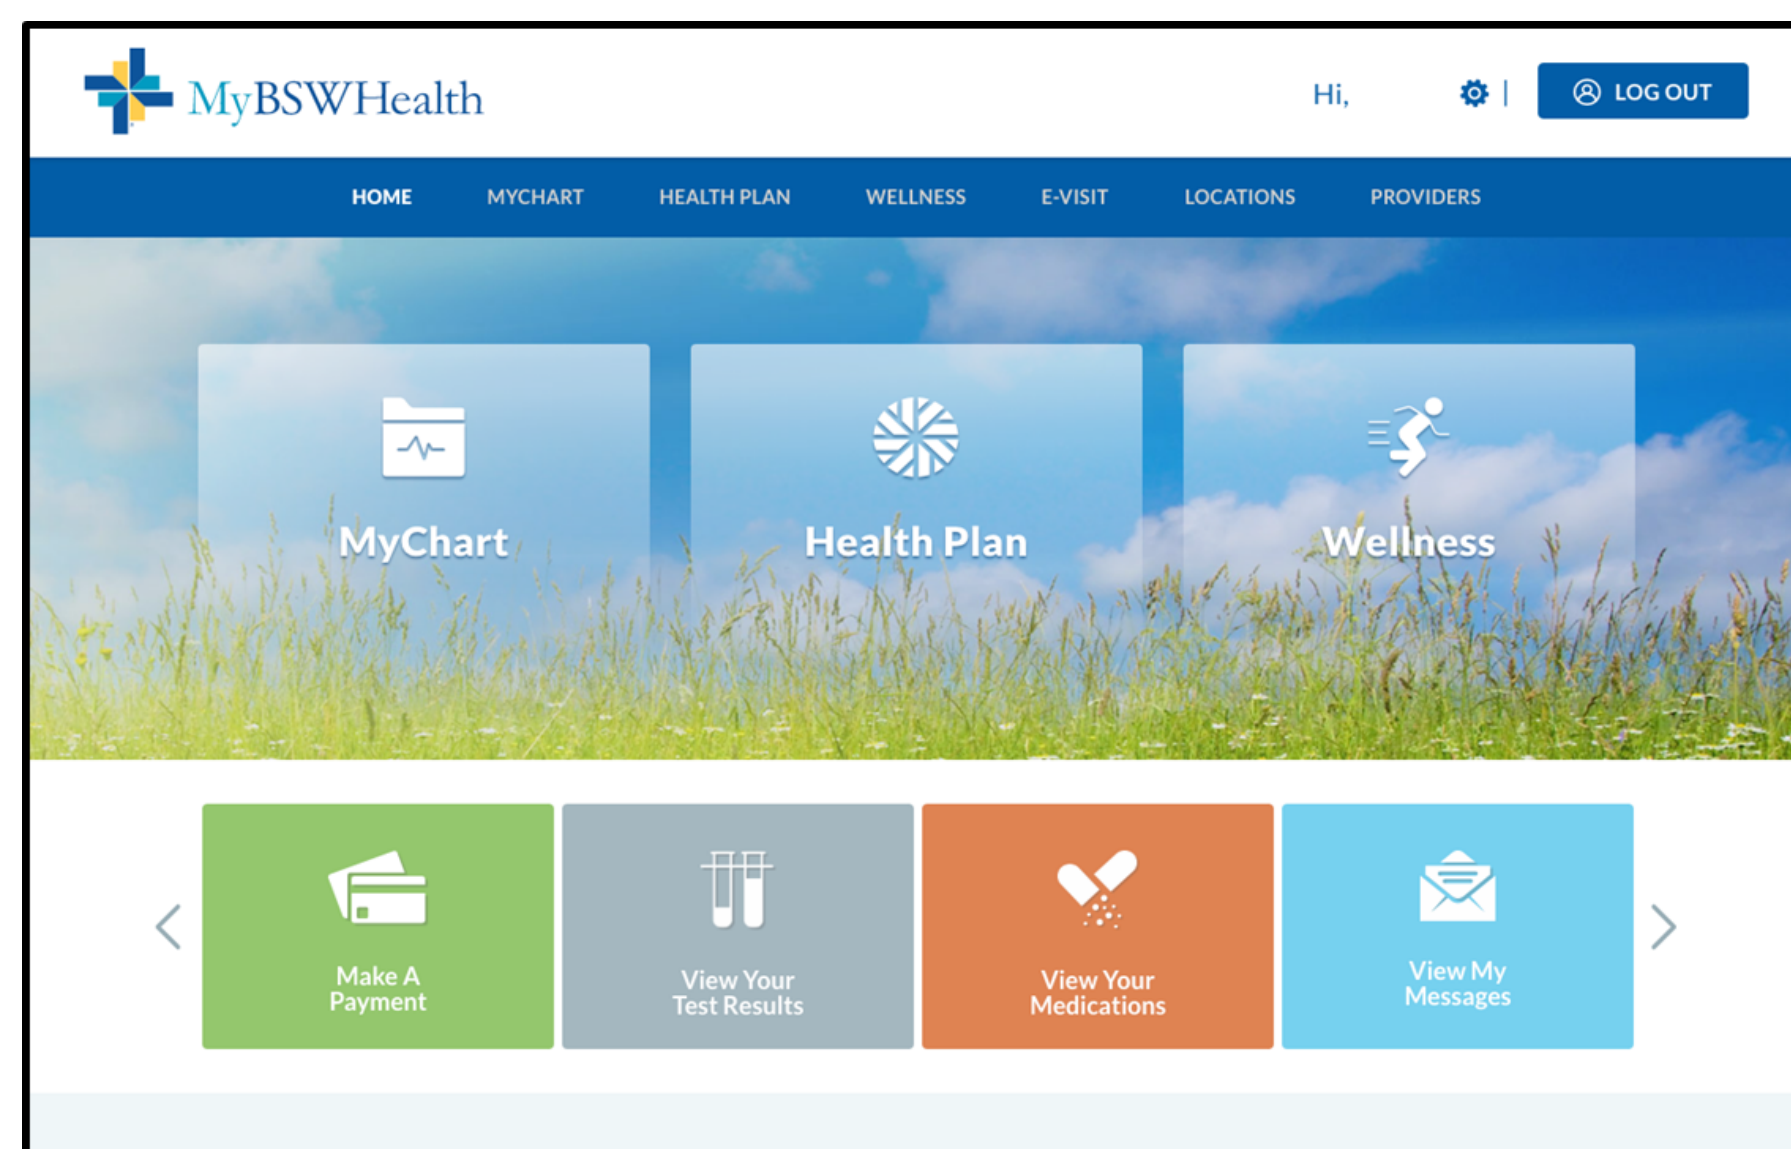 MyBSWHealth
Hi,
LOG OUT
HOME
MYCHART
HEALTH PLAN
WELLNESS
E-VISIT
LOCATIONS
PROVIDERS
MyChart
Health Plan
Wellness
Make A
Payment
View Your
Test Results
View Your
Medications
View My
Messages